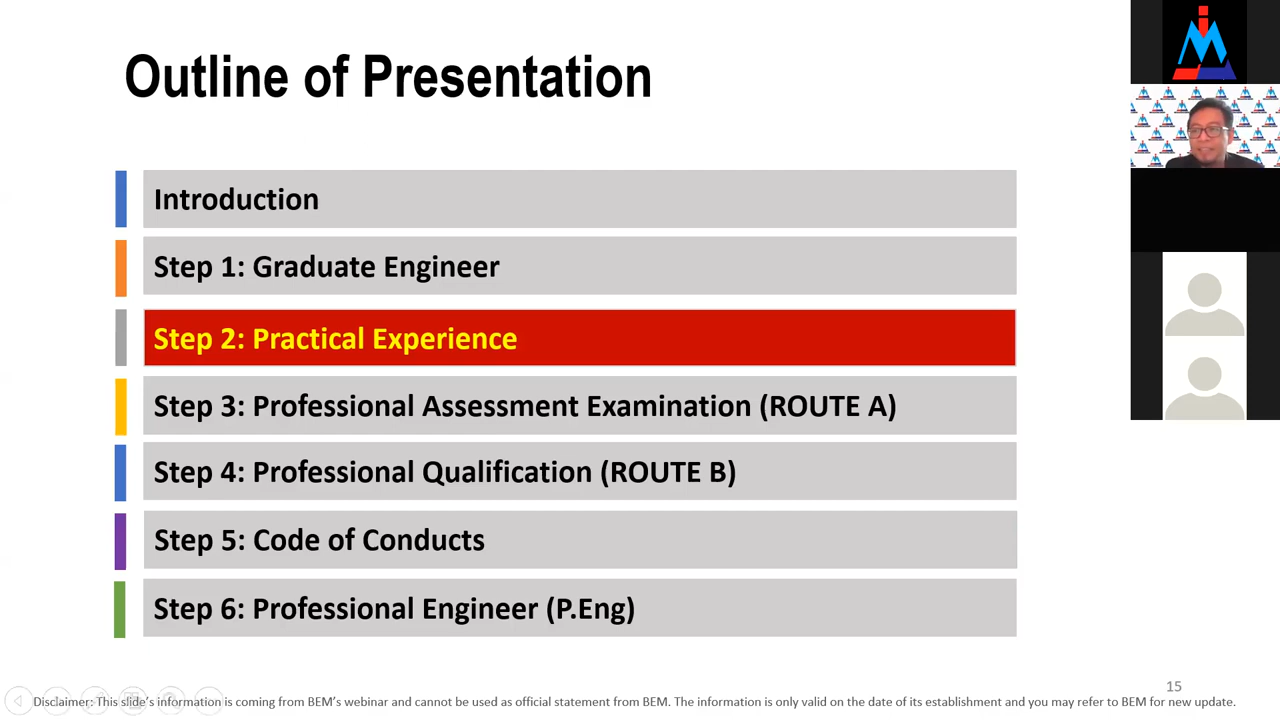 Outline of Presentation
Introduction
Step 1: Graduate Engineer
Step 2: Practical Experience
Step 3: Professional Assessment Examination (ROUTE A)
Step 4: Professional Qualification (ROUTE B)
Step 5: Code of Conducts
Step 6: Professional Engineer (P.Eng)
15
Disclaimer: This slide's information is coming from BEM's webinar and cannot be used as official statement from BEM. The information is only valid on the date of its establishment and you may refer to BEM for new update.